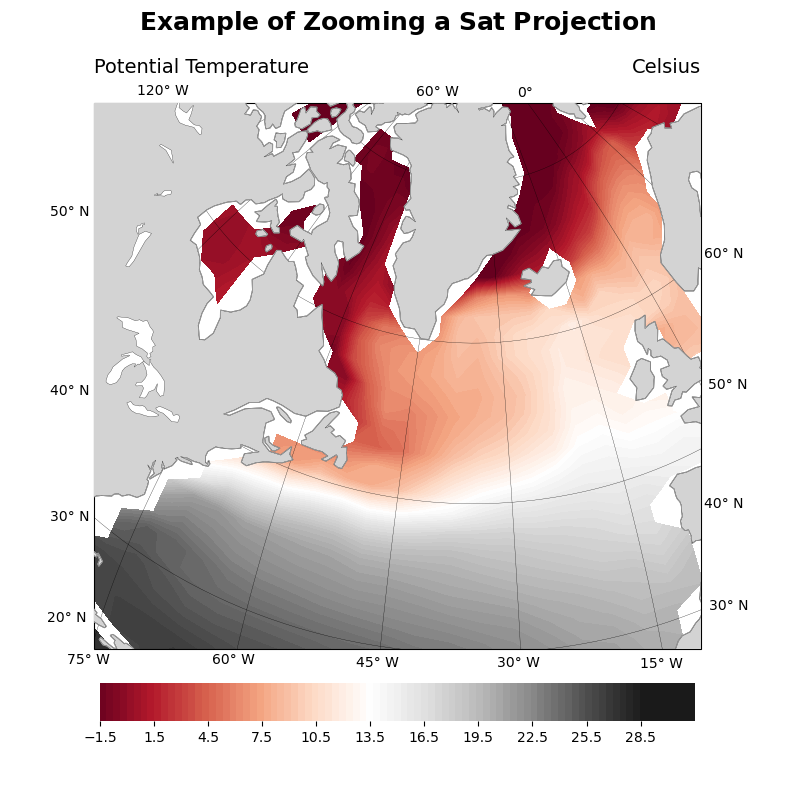 Example of Zooming a Sat Projection
Potential Temperature
Celsius
120° W
60° W
0°
50° N
60° N
40° N
50° N
30° N
40° N
20° N
30° N
75° W
60° W
45° W
30° W
15° W
−1.5
1.5
4.5
7.5
10.5
13.5
16.5
19.5
22.5
25.5
28.5